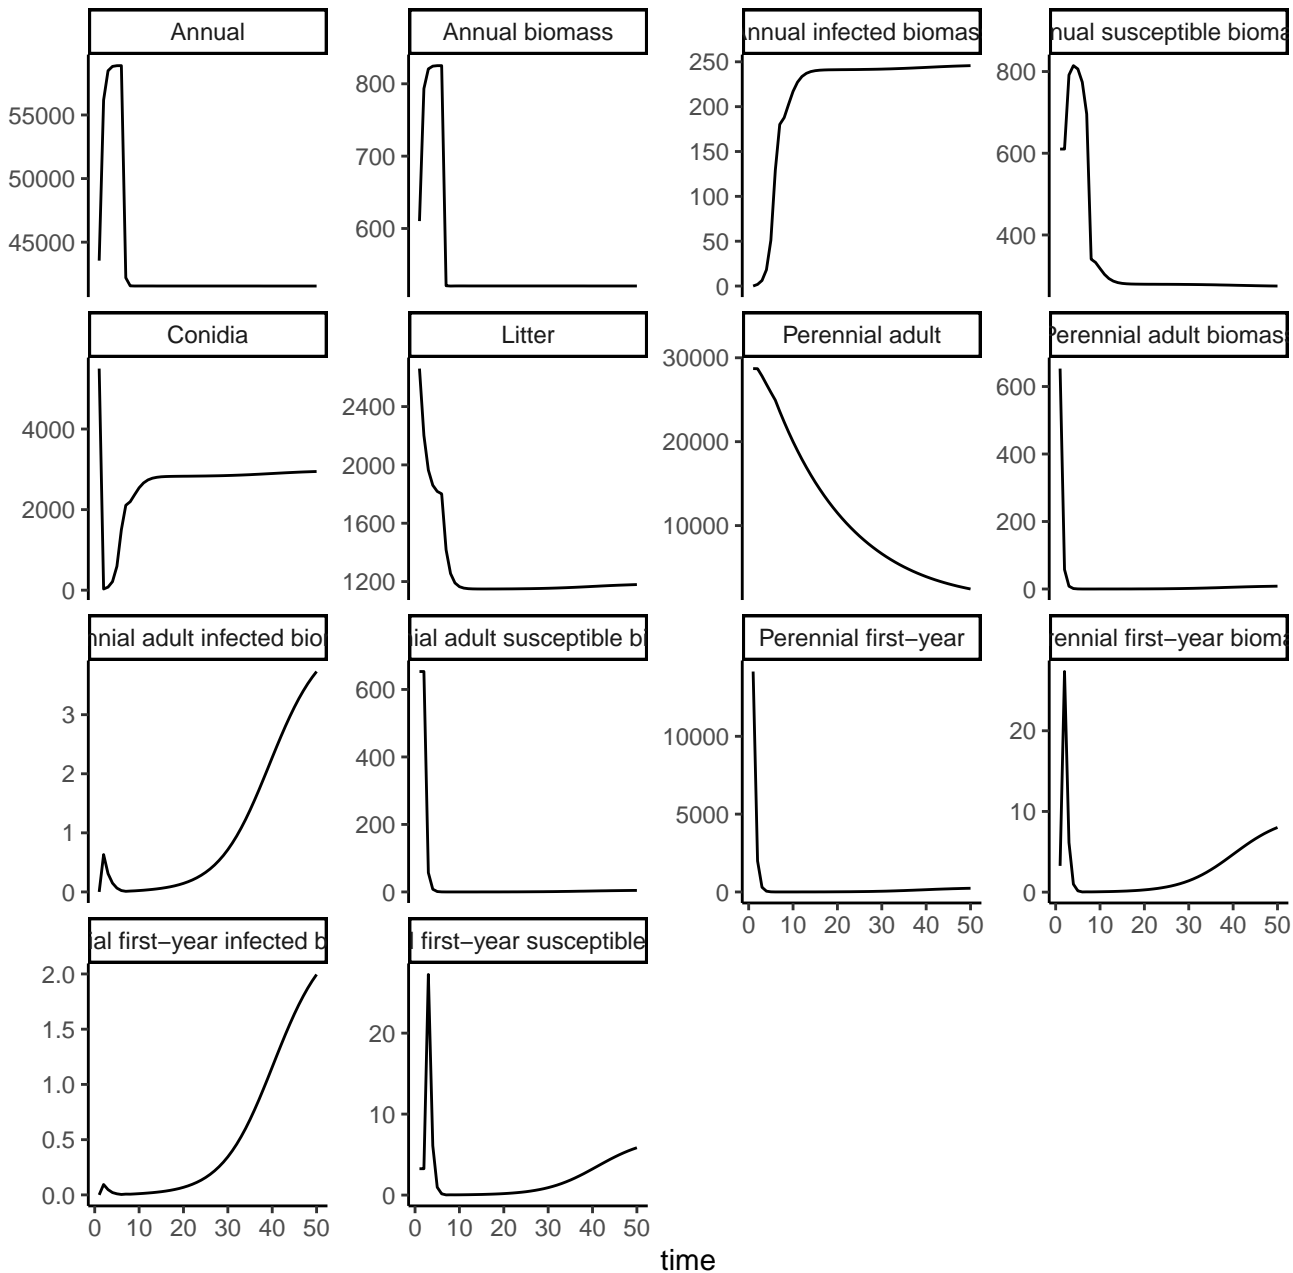 Annual
Annual biomass
nnual infected biomas
nual susceptible bioma
55000
50000
45000
800
700
600
250
200
150
100
50
0
800
600
400
Conidia
Litter
Perennial adult
Perennial adult biomas
4000
2000
0
2400
2000
1600
1200
30000
20000
10000
600
400
200
0
nnial adult infected bio
ial adult susceptible bi
Perennial first−year
rennial first−year bioma
3
2
1
0
600
400
200
0
10000
5000
0
20
10
0
0 10 20 30 40 50
0 10 20 30 40 50
ial first−year infected b
first−year susceptible
2.0
1.5
1.0
0.5
0.0
20
10
0
0 10 20 30 40 50
0 10 20 30 40 50
time